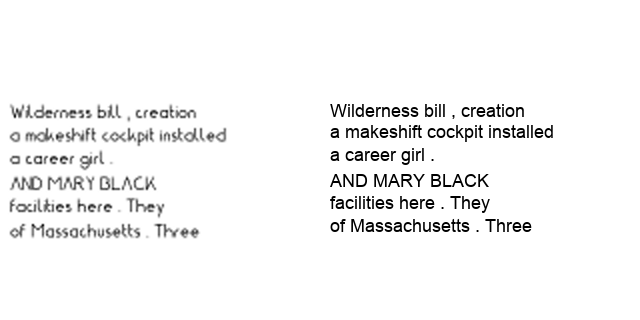 Wilderness bill , creation
a makeshift cockpit installed
a career girl .
AND MARY BLACK
facilities here . They
of Massachusetts . Three
Wilderness bill , creation
a makeshift cockpit installed
a career girl .
AND MARY BLACK
facilities here . They
of Massachusetts . Three